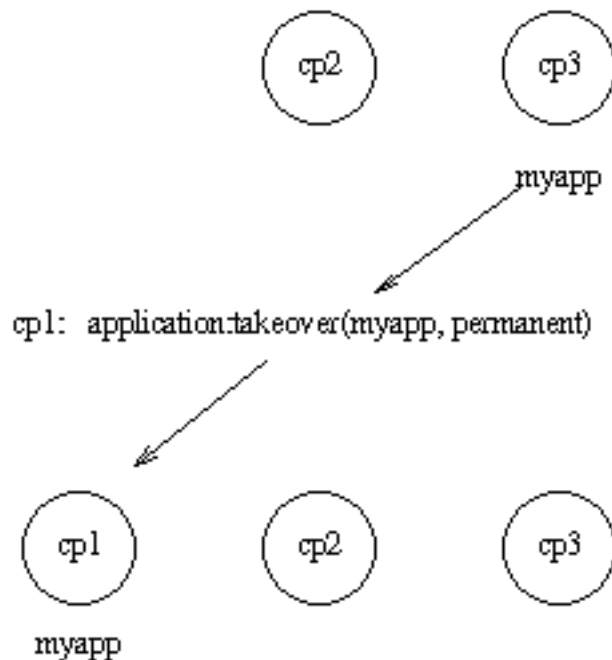 cp2 cp3
myapp
cp1: application:takeover(myapp, permanent)
cp1 cp2 cp3
myapp